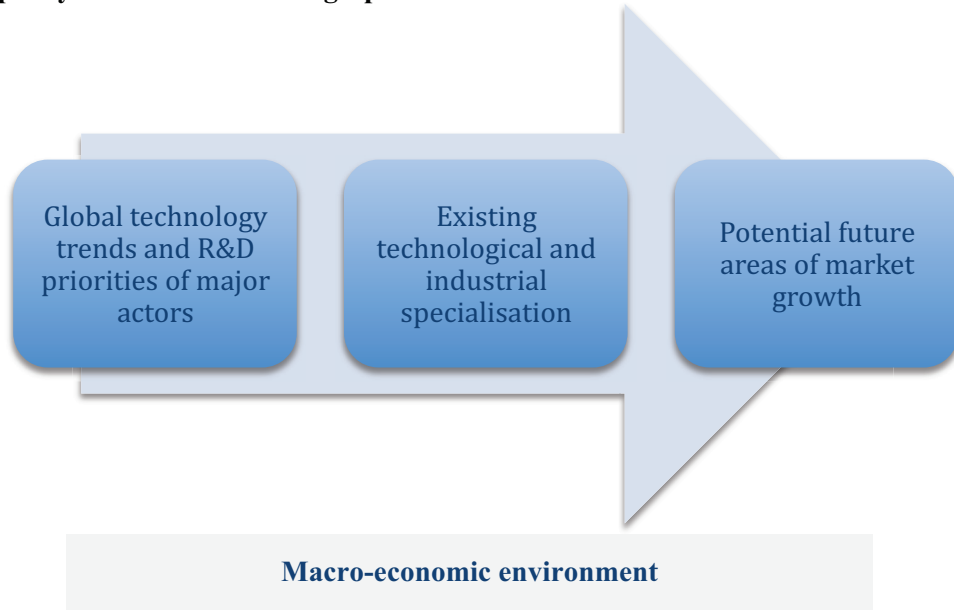 Global technology
trends and R&D
priorities of major
actors
Existing
technological and
industrial
specialisation
Potential future
areas of market
growth
Macro-economic environment